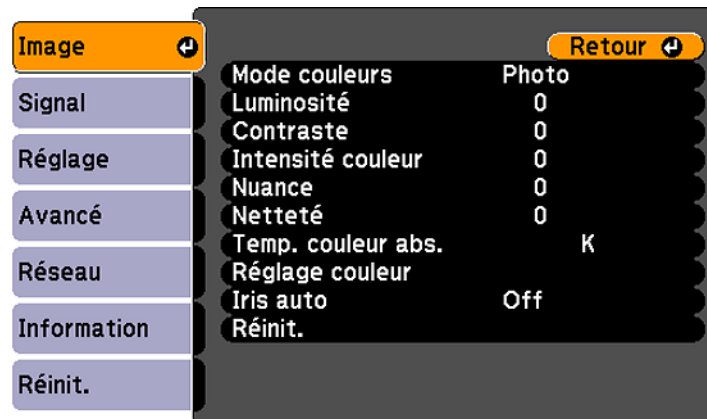 Image
Signal
Réglage
Avancé
Réseau
Information
Réinit.
Retour
Mode couleurs Photo
Luminosité 0
Contraste 0
Intensité couleur 0
Nuance 0
Netteté 0
Temp. couleur abs. K
Réglage couleur
Iris auto Off
Réinit.